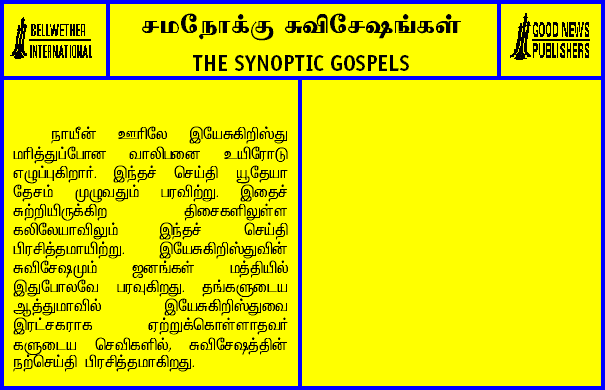 BELLWETHER
INTERNATIONAL
சமநோக்கு சுவிசேஷங்கள்
THE SYNOPTIC GOSPELS
GOOD NEWS
PUBLISHERS
நாயீன் ஊரிலே இயேசுகிறிஸ்து
மரித்துப்போன வாலிபனை உயிரோடு
எழுப்புகிறார். இந்தச் செய்தி யூதேயா
தேசம் முழுவதும் பரவிற்று. இதைச்
சுற்றியிருக்கிற திசைகளிலுள்ள
கலிலேயாவிலும் இந்தச் செய்தி
பிரசித்தமாயிற்று. இயேசுகிறிஸ்துவின்
சுவிசேஷமும் ஜனங்கள் மத்தியில்
இதுபோலவே பரவுகிறது. தங்களுடைய
ஆத்துமாவில் இயேசுகிறிஸ்துவை
இரட்சகராக ஏற்றுக்கொள்ளாதவர்
களுடைய செவிகளில், சுவிசேஷத்தின்
நற்செய்தி பிரசித்தமாகிறது.